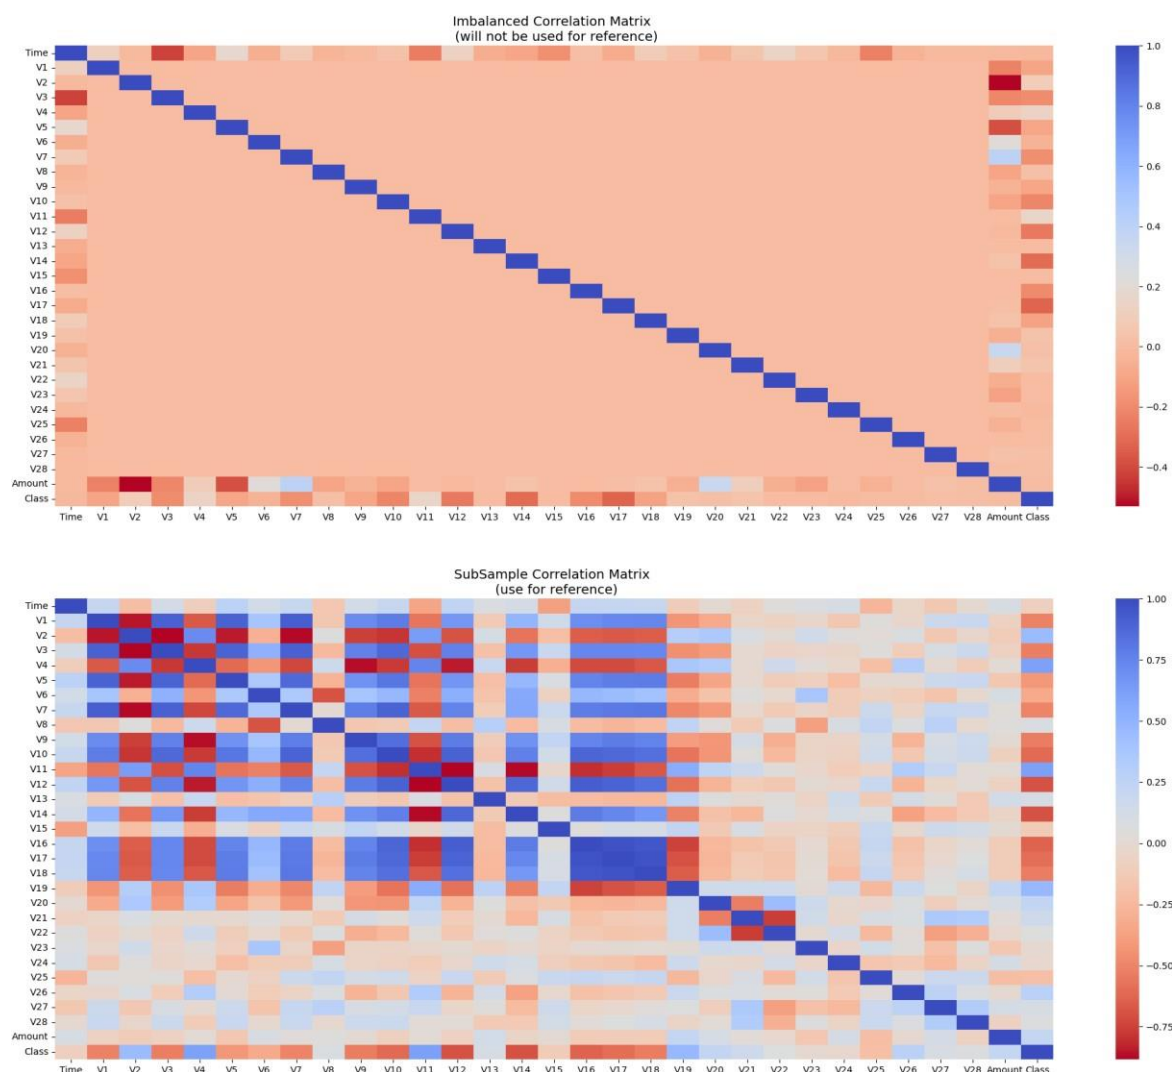 Imbalanced Correlation Matrix
(will not be used for reference)
Time
V1
V2
V3
V4
V5
V6
V7
V8
V9
V10
V11
V12
V13
V14
V15
V16
V17
V18
V19
V20
V21
V22
V23
V24
V25
V26
V27
V28
Amount
Class
Time V1 V2 V3 V4 V5 V6 V7 V8 V9 V10 V11 V12 V13 V14 V15 V16 V17 V18 V19 V20 V21 V22 V23 V24 V25 V26 V27 V28 Amount Class
1.0
0.8
0.6
0.4
0.2
0.0
−0.2
−0.4
SubSample Correlation Matrix
(use for reference)
Time
V1
V2
V3
V4
V5
V6
V7
V8
V9
V10
V11
V12
V13
V14
V15
V16
V17
V18
V19
V20
V21
V22
V23
V24
V25
V26
V27
V28
Amount
Class
Time V1 V2 V3 V4 V5 V6 V7 V8 V9 V10 V11 V12 V13 V14 V15 V16 V17 V18 V19 V20 V21 V22 V23 V24 V25 V26 V27 V28 Amount Class
1.00
0.75
0.50
0.25
0.00
−0.25
−0.50
−0.75